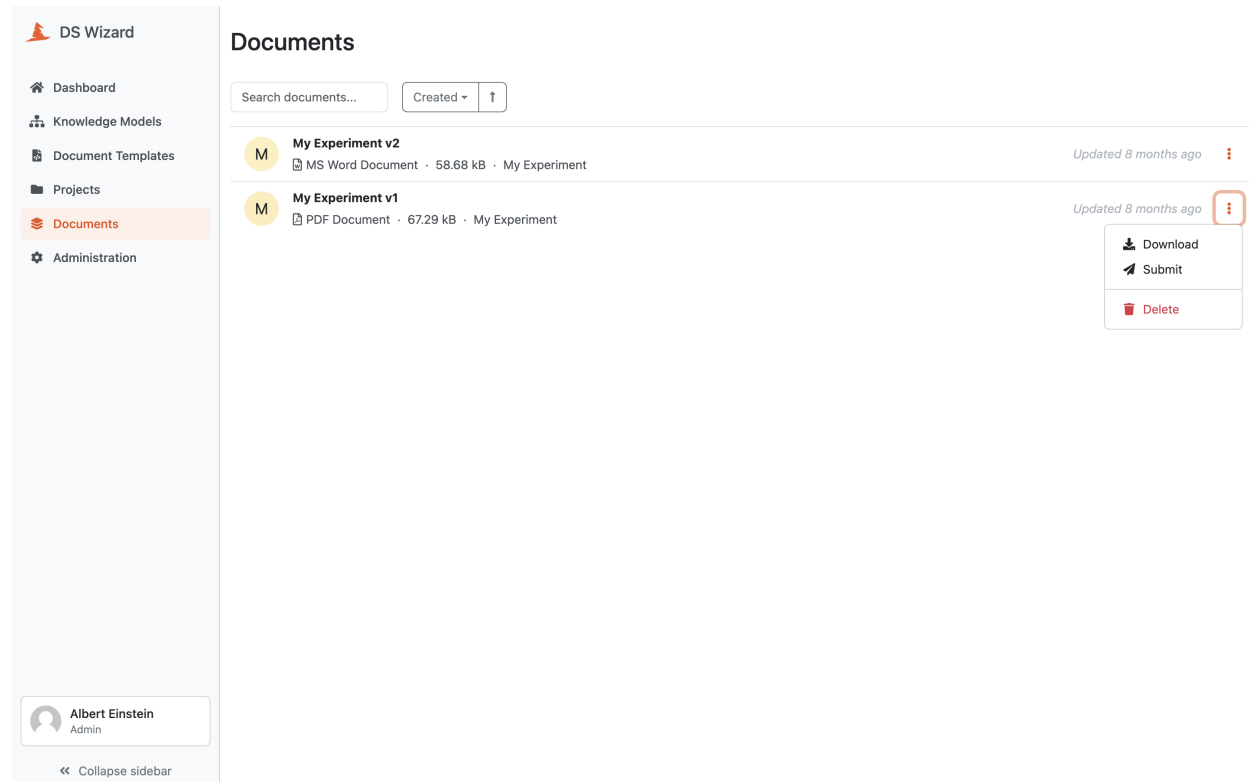 DS Wizard
Dashboard
Knowledge Models
Document Templates
Projects
Documents
Administration
Albert Einstein
Admin
Collapse sidebar
Documents
Search documents...
Created
M
My Experiment v2
MS Word Document · 58.68 kB · My Experiment
Updated 8 months ago
M
My Experiment v1
PDF Document · 67.29 kB · My Experiment
Updated 8 months ago
Download
Submit
Delete